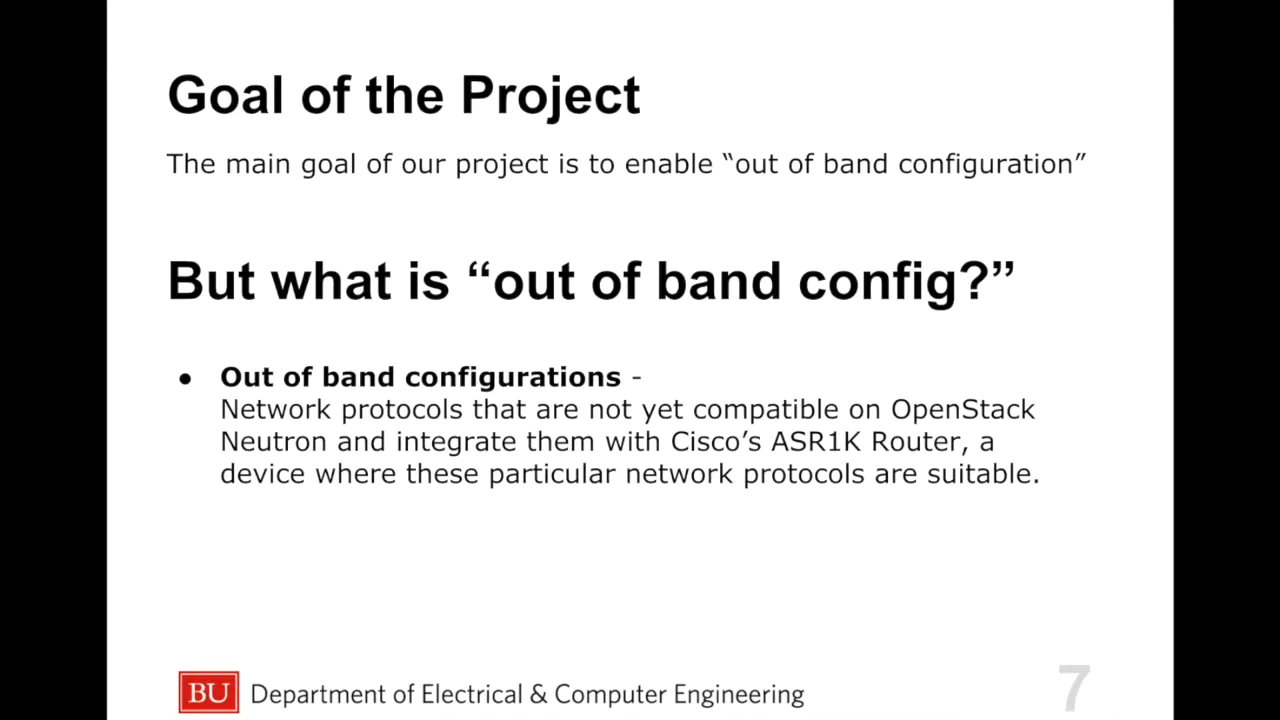 Goal of the Project
The main goal of our project is to enable “out of band configuration”
But what is “out of band config?”
● Out of band configurations -
Network protocols that are not yet compatible on OpenStack
Neutron and integrate them with Cisco’s ASR1K Router, a
device where these particular network protocols are suitable.
BU Department of Electrical & Computer Engineering
7